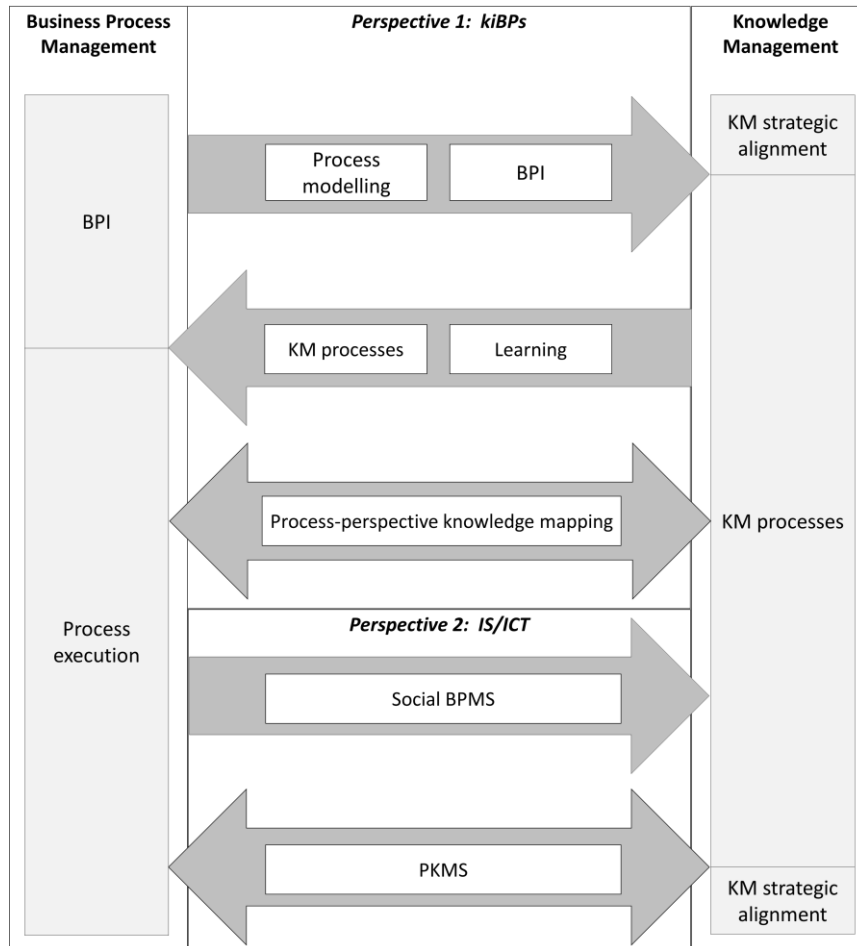 Business Process
Management
Perspective 1:  kiBPs
Knowledge
Management
KM strategic
alignment
Process
modelling
BPI
BPI
KM processes
Learning
Process-perspective knowledge mapping
KM processes
Perspective 2:  IS/ICT
Process
execution
Social BPMS
PKMS
KM strategic
alignment